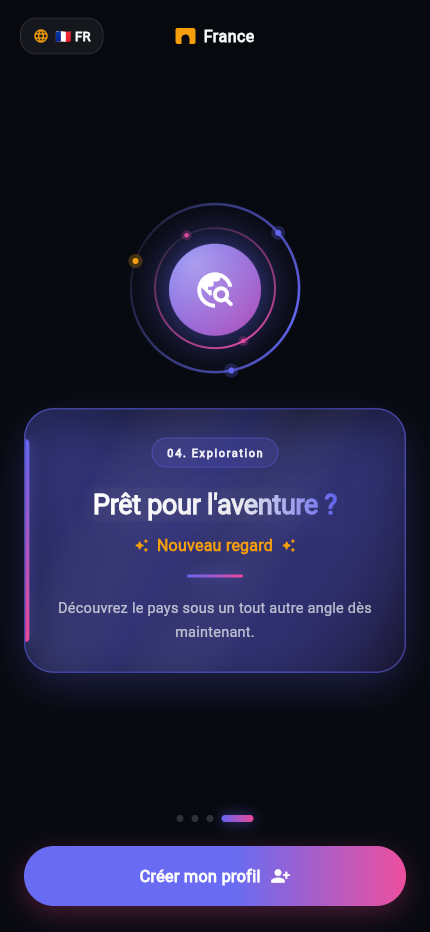 🇫🇷 FR
France
04. Exploration
Prêt pour l'aventure ?
Nouveau regard
Découvrez le pays sous un tout autre angle dès
maintenant.
Créer mon profil